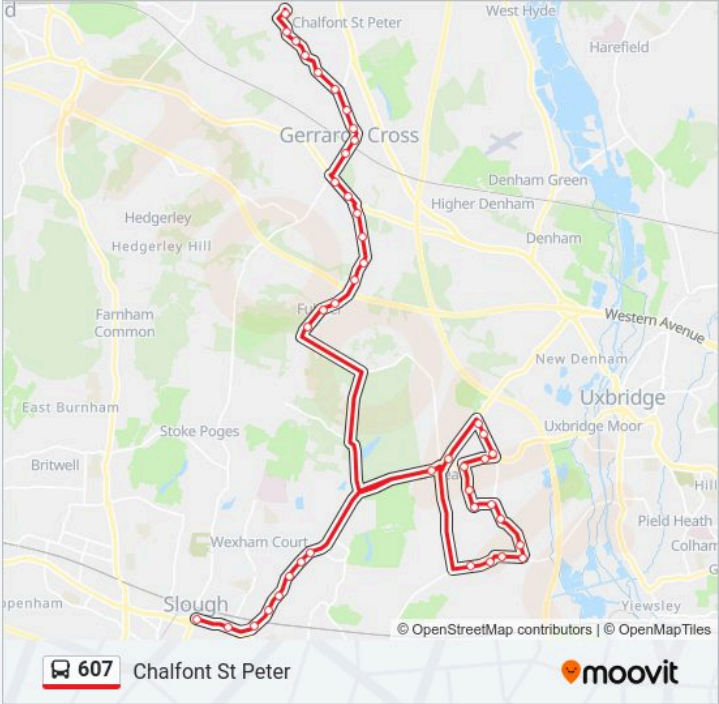 d
Chalfont St Peter
West Hyde
Harefield
Gerrards Cross
Denham Green
Higher Denham
Hedgerley
Hedgerley Hill
Denham
Farnham
Common
Western Avenue
New Denham
East Burnham
Uxbridge
Stoke Poges
Uxbridge Moor
Britwell
Hil
Pield Heath
Wexham Court
Colham
G
openham
Slough
Yiewsley
© OpenStreetMap contributors | © OpenMapTiles
607 Chalfont St Peter
moovit